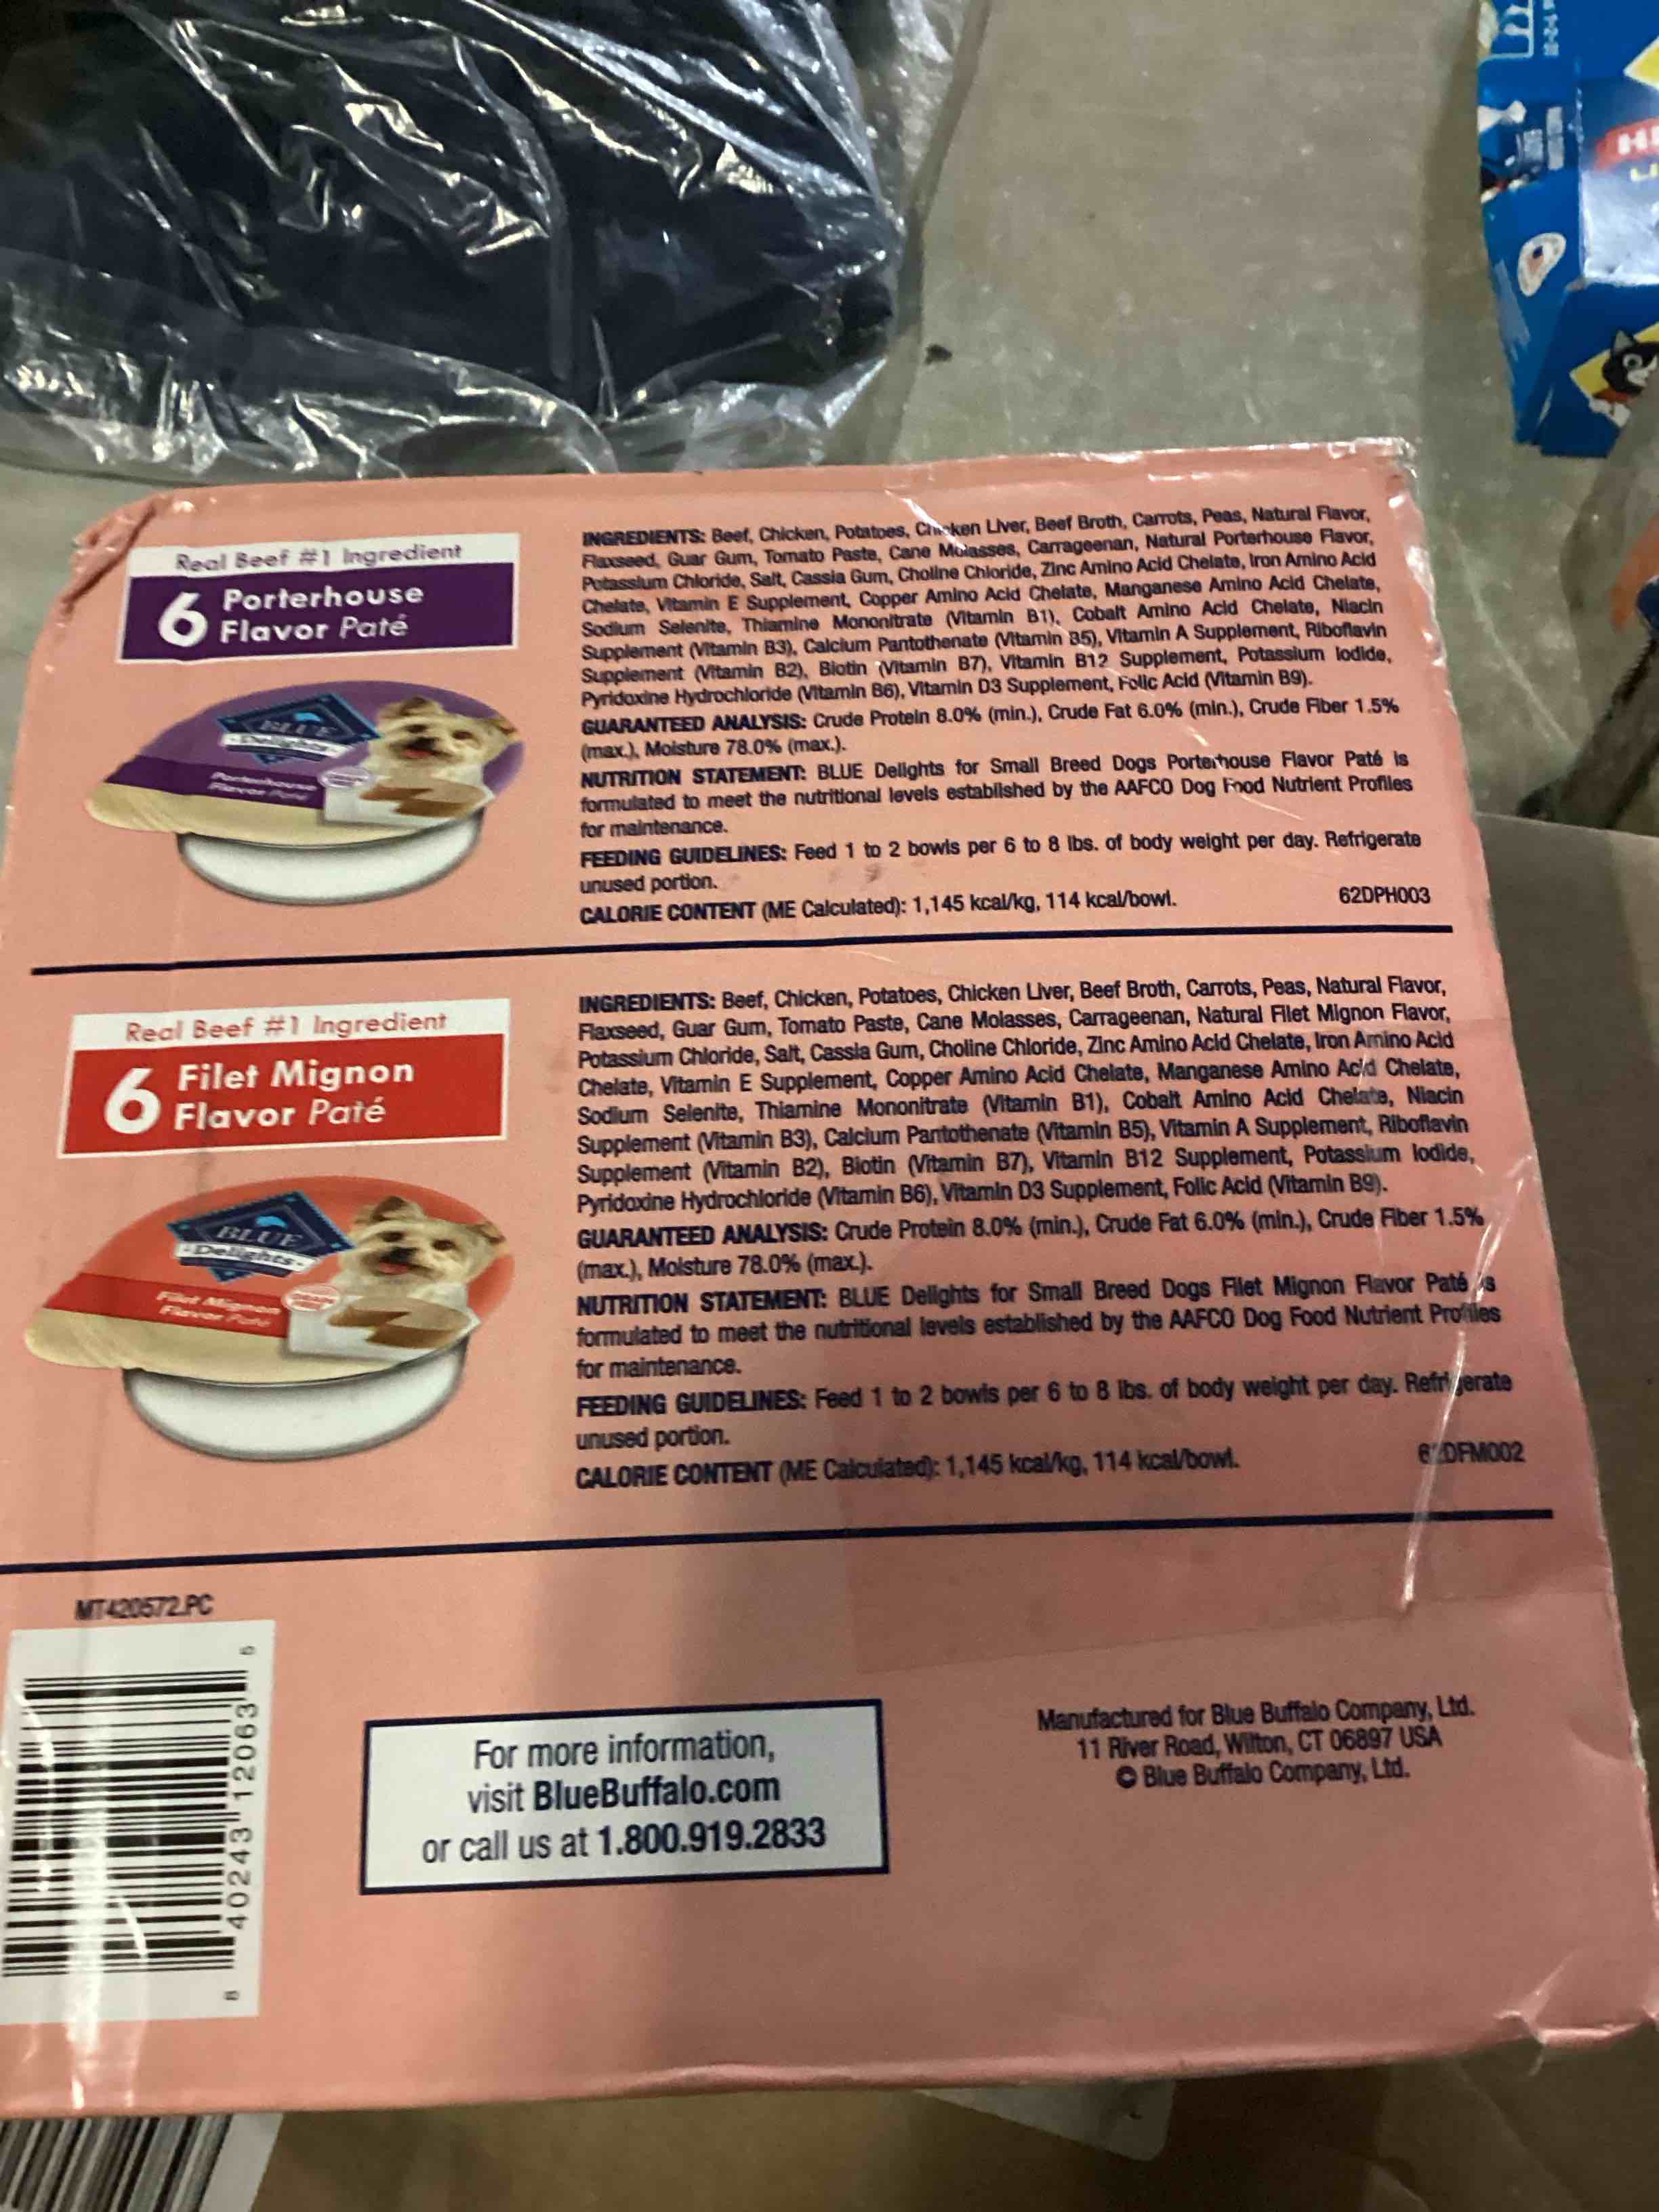 Real Beef #1 Ingredient
6 Porterhouse
Flavor Paté
BLUE
Delights
Porterhouse
Flavor Paté
INGREDIENTS: Beef, Chicken, Potatoes, Chicken Liver, Beef Broth, Carrots, Peas, Natural Flavor,
Flaxseed, Guar Gum, Tomato Paste, Cane Molasses, Carrageenan, Natural Porterhouse Flavor,
Potassium Chloride, Salt, Cassia Gum, Choline Chloride, Zinc Amino Acid Chelate, Iron Amino Acid
Chelate, Vitamin E Supplement, Copper Amino Acid Chelate, Manganese Amino Acid Chelate,
Sodium Selenite, Thiamine Mononitrate (Vitamin B1), Cobalt Amino Acid Chelate, Niacin
Supplement (Vitamin B3), Calcium Pantothenate (Vitamin B5), Vitamin A Supplement, Riboflavin
Supplement (Vitamin B2), Biotin (Vitamin B7), Vitamin B12 Supplement, Potassium Iodide,
Pyridoxine Hydrochloride (Vitamin B6), Vitamin D3 Supplement, Folic Acid (Vitamin B9).
GUARANTEED ANALYSIS: Crude Protein 8.0% (min.), Crude Fat 6.0% (min.), Crude Fiber 1.5%
(max.), Moisture 78.0% (max.).
NUTRITION STATEMENT: BLUE Delights for Small Breed Dogs Porterhouse Flavor Paté is
formulated to meet the nutritional levels established by the AAFCO Dog Food Nutrient Profiles
for maintenance.
FEEDING GUIDELINES: Feed 1 to 2 bowls per 6 to 8 lbs. of body weight per day. Refrigerate
unused portion.
CALORIE CONTENT (ME Calculated): 1,145 kcal/kg, 114 kcal/bowl.
62DPH003
Real Beef #1 Ingredient
6 Filet Mignon
Flavor Paté
BLUE
Delights
Filet Mignon
Flavor Paté
INGREDIENTS: Beef, Chicken, Potatoes, Chicken Liver, Beef Broth, Carrots, Peas, Natural Flavor,
Flaxseed, Guar Gum, Tomato Paste, Cane Molasses, Carrageenan, Natural Filet Mignon Flavor,
Potassium Chloride, Salt, Cassia Gum, Choline Chloride, Zinc Amino Acid Chelate, Iron Amino Acid
Chelate, Vitamin E Supplement, Copper Amino Acid Chelate, Manganese Amino Acid Chelate,
Sodium Selenite, Thiamine Mononitrate (Vitamin B1), Cobalt Amino Acid Chelate, Niacin
Supplement (Vitamin B3), Calcium Pantothenate (Vitamin B5), Vitamin A Supplement, Riboflavin
Supplement (Vitamin B2), Biotin (Vitamin B7), Vitamin B12 Supplement, Potassium Iodide,
Pyridoxine Hydrochloride (Vitamin B6), Vitamin D3 Supplement, Folic Acid (Vitamin B9).
GUARANTEED ANALYSIS: Crude Protein 8.0% (min.), Crude Fat 6.0% (min.), Crude Fiber 1.5%
(max.), Moisture 78.0% (max.).
NUTRITION STATEMENT: BLUE Delights for Small Breed Dogs Filet Mignon Flavor Paté is
formulated to meet the nutritional levels established by the AAFCO Dog Food Nutrient Profiles
for maintenance.
FEEDING GUIDELINES: Feed 1 to 2 bowls per 6 to 8 lbs. of body weight per day. Refrigerate
unused portion.
CALORIE CONTENT (ME Calculated): 1,145 kcal/kg, 114 kcal/bowl.
62DFM002
MT420572.PC
8 40243 12063 5
For more information,
visit BlueBuffalo.com
or call us at 1.800.919.2833
Manufactured for Blue Buffalo Company, Ltd.
11 River Road, Wilton, CT 06897 USA
© Blue Buffalo Company, Ltd.